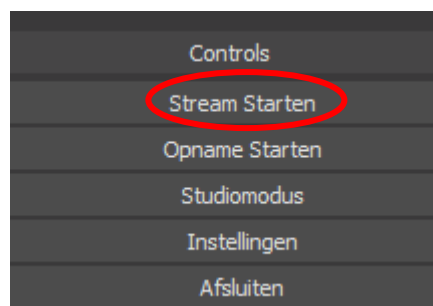 Controls
Stream Starten
Opname Starten
Studiomodus
Instellingen
Afsluiten